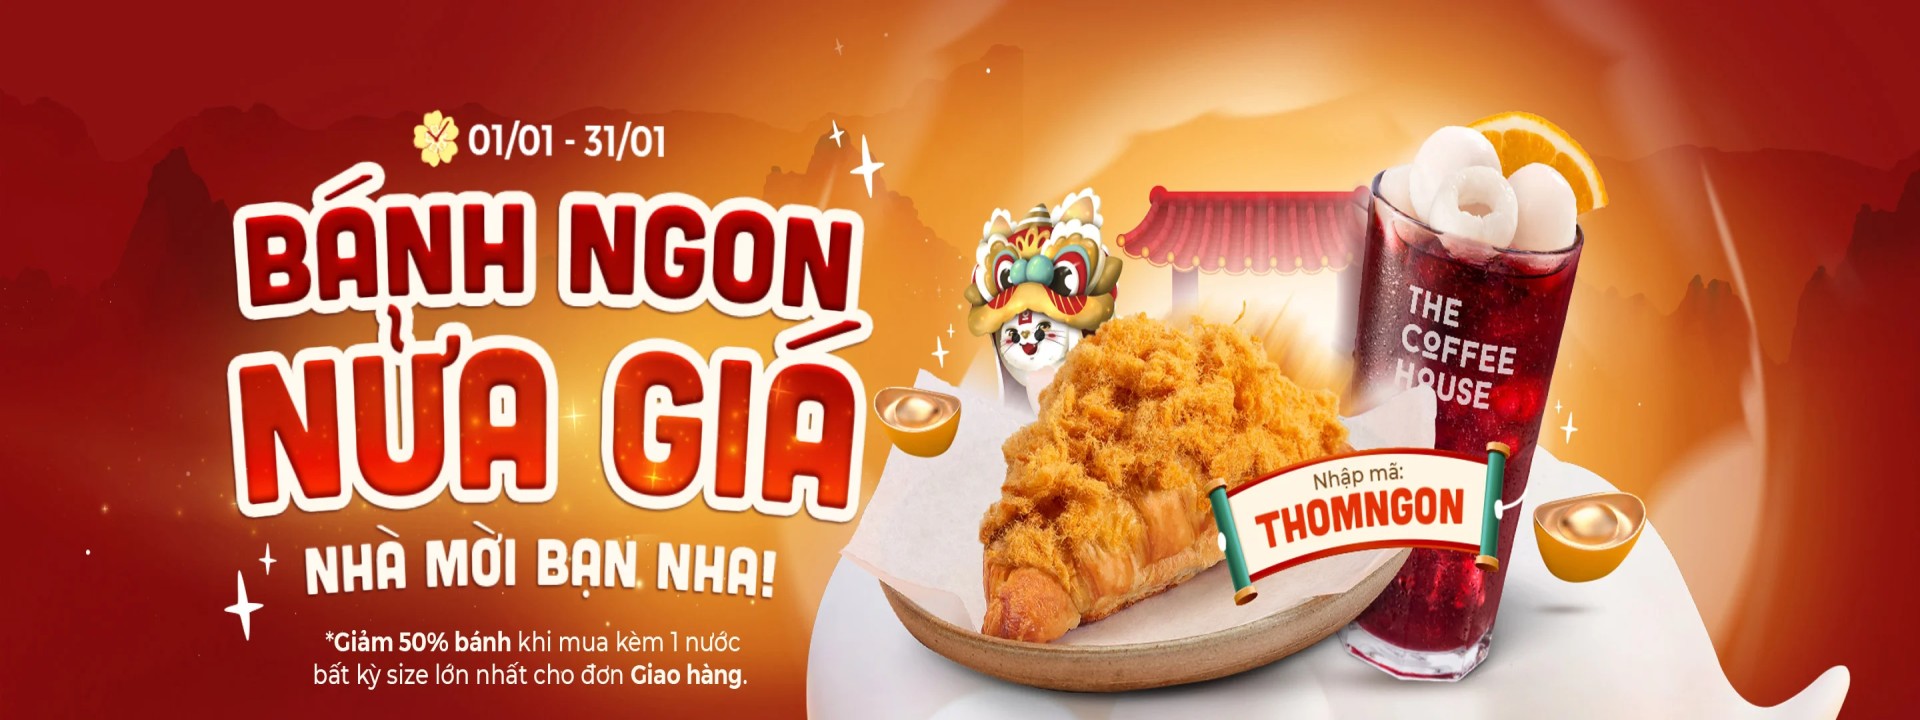 01/01 - 31/01
BÁNH NGON
NỬA GIÁ
NHÀ MỜI BẠN NHA!
*Giảm 50% bánh khi mua kèm 1 nước
bất kỳ size lớn nhất cho đơn Giao hàng.
THE
COFFEE
HOUSE
Nhập mã:
THOMNGON